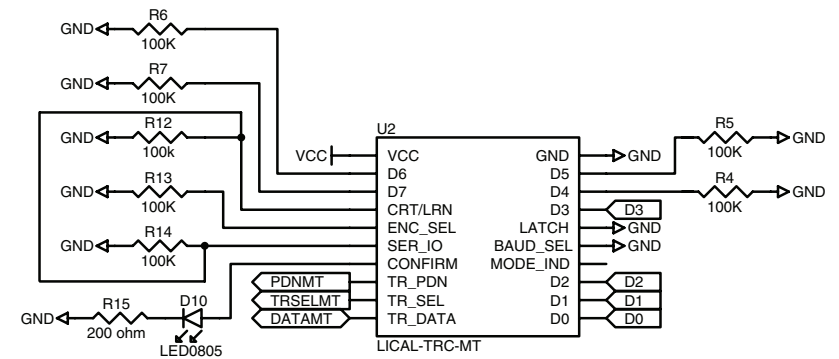 R6
GND
100K
R7
GND
100K
R12
GND
100k
R13
GND
100K
R14
GND
100K
R15
GND
200 ohm
D10
LED0805
U2
VCC
VCC GND GND
D6 D5
D7 D4
CRT/LRN D3 D3
ENC_SEL LATCH GND
SER_IO BAUD_SEL GND
CONFIRM MODE_IND
PDNMT TR_PDN D2 D2
TRSELMT TR_SEL D1 D1
DATAMT TR_DATA D0 D0
LICAL-TRC-MT
R5
GND
100K
R4
GND
100K